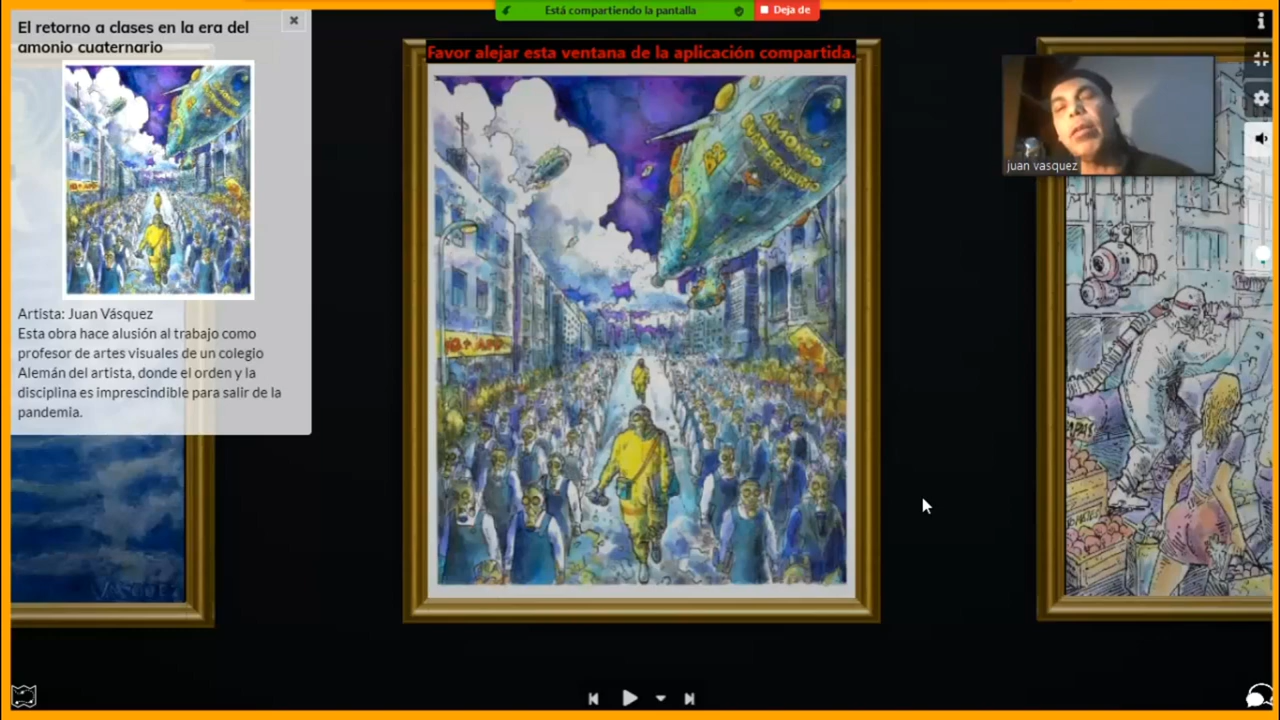 Está compartiendo la pantalla
Deja de
El retorno a clases en la era del
amonio cuaternario
Favor alejar esta ventana de la aplicación compartida.
AMONIO
CUATERNARIO
B2
juan vasquez
Artista: Juan Vásquez
Esta obra hace alusión al trabajo como
profesor de artes visuales de un colegio
Alemán del artista, donde el orden y la
disciplina es imprescindible para salir de la
pandemia.
VASQUEZ